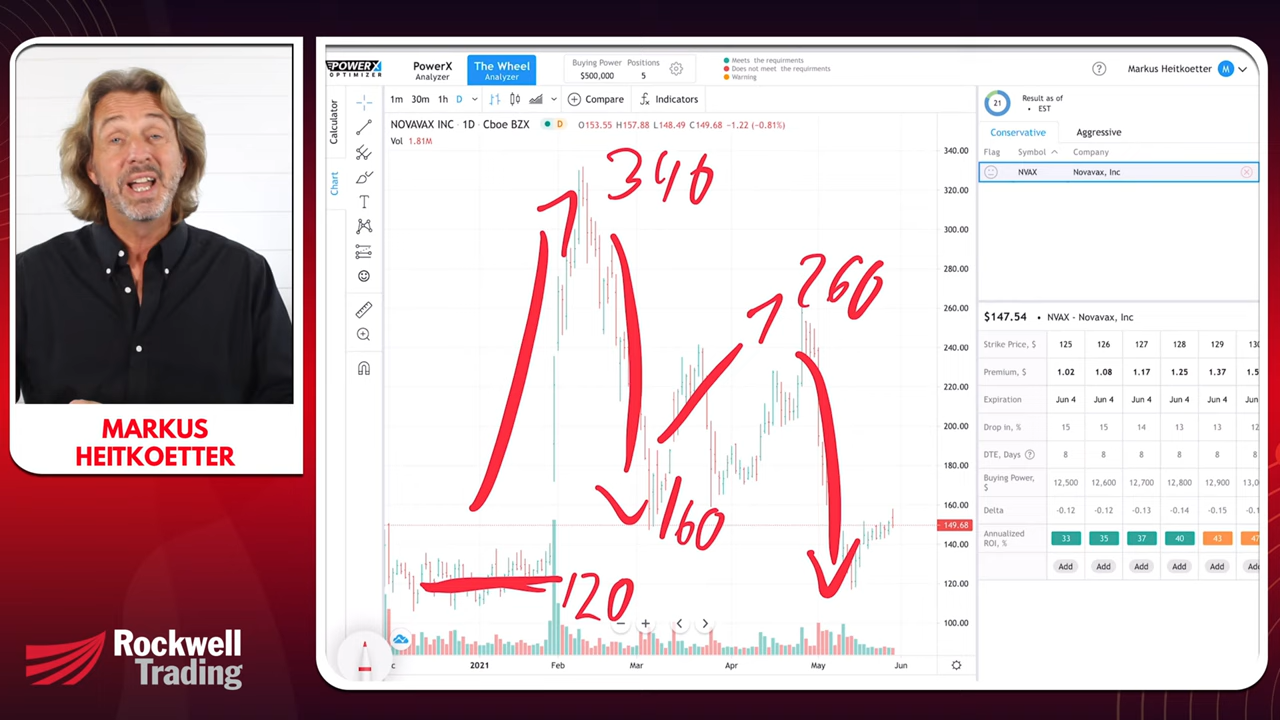 MARKUS
HEITKOETTER
Rockwell
Trading
POWERX
OPTIMIZER
PowerX
Analyzer
The Wheel
Analyzer
Buying Power Positions
$500,000 5
Meets the requirments
Does not meet the requirments
Warning
Markus Heitkoetter M
Calculator
Chart
1m 30m 1h D Compare Indicators
NOVAVAX INC · 1D · Cboe BZX D O153.55 H157.88 L148.49 C149.68 -1.22 (-0.81%)
Vol 1.81M
T
340.00
320.00
300.00
280.00
260.00
240.00
220.00
200.00
180.00
160.00
149.68
140.00
120.00
100.00
346
260
160
120
2021 Feb Mar Apr May Jun
21 Result as of
• EST
Conservative Aggressive
Flag Symbol Company
NVAX Novavax, Inc
$147.54 • NVAX - Novavax, Inc
Strike Price, $ 125 126 127 128 129
Premium, $ 1.02 1.08 1.17 1.25 1.37
Expiration Jun 4 Jun 4 Jun 4 Jun 4 Jun 4 Jun
Drop in, % 15 15 14 13 13
DTE, Days 8 8 8 8 8 8
Buying Power, $ 12,500 12,600 12,700 12,800 12,900
Delta -0.12 -0.12 -0.13 -0.14 -0.15
Annualized ROI, % 33 35 37 40 43
Add Add Add Add Add